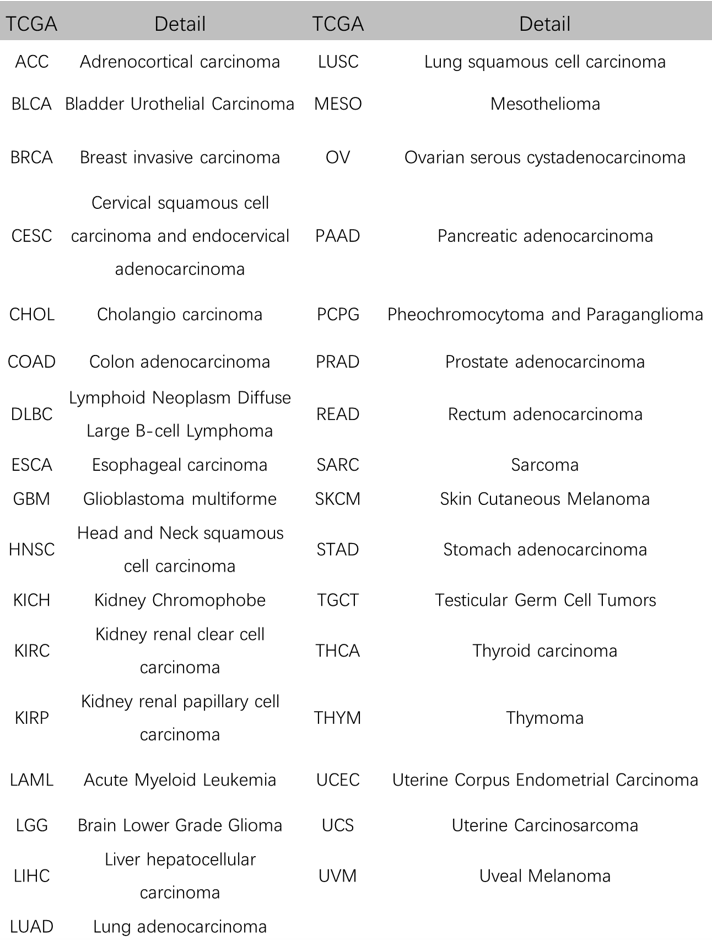 TCGA Detail TCGA Detail
ACC Adrenocortical carcinoma LUSC Lung squamous cell carcinoma
BLCA Bladder Urothelial Carcinoma MESO Mesothelioma
BRCA Breast invasive carcinoma OV Ovarian serous cystadenocarcinoma
Cervical squamous cell
CESC carcinoma and endocervical PAAD Pancreatic adenocarcinoma
adenocarcinoma
CHOL Cholangio carcinoma PCPG Pheochromocytoma and Paraganglioma
COAD Colon adenocarcinoma PRAD Prostate adenocarcinoma
Lymphoid Neoplasm Diffuse
DLBC READ Rectum adenocarcinoma
Large B-cell Lymphoma
ESCA Esophageal carcinoma SARC Sarcoma
GBM Glioblastoma multiforme SKCM Skin Cutaneous Melanoma
Head and Neck squamous
HNSC STAD Stomach adenocarcinoma
cell carcinoma
KICH Kidney Chromophobe TGCT Testicular Germ Cell Tumors
Kidney renal clear cell
KIRC THCA Thyroid carcinoma
carcinoma
Kidney renal papillary cell
KIRP THYM Thymoma
carcinoma
LAML Acute Myeloid Leukemia UCEC Uterine Corpus Endometrial Carcinoma
LGG Brain Lower Grade Glioma UCS Uterine Carcinosarcoma
Liver hepatocellular
LIHC UVM Uveal Melanoma
carcinoma
LUAD Lung adenocarcinoma